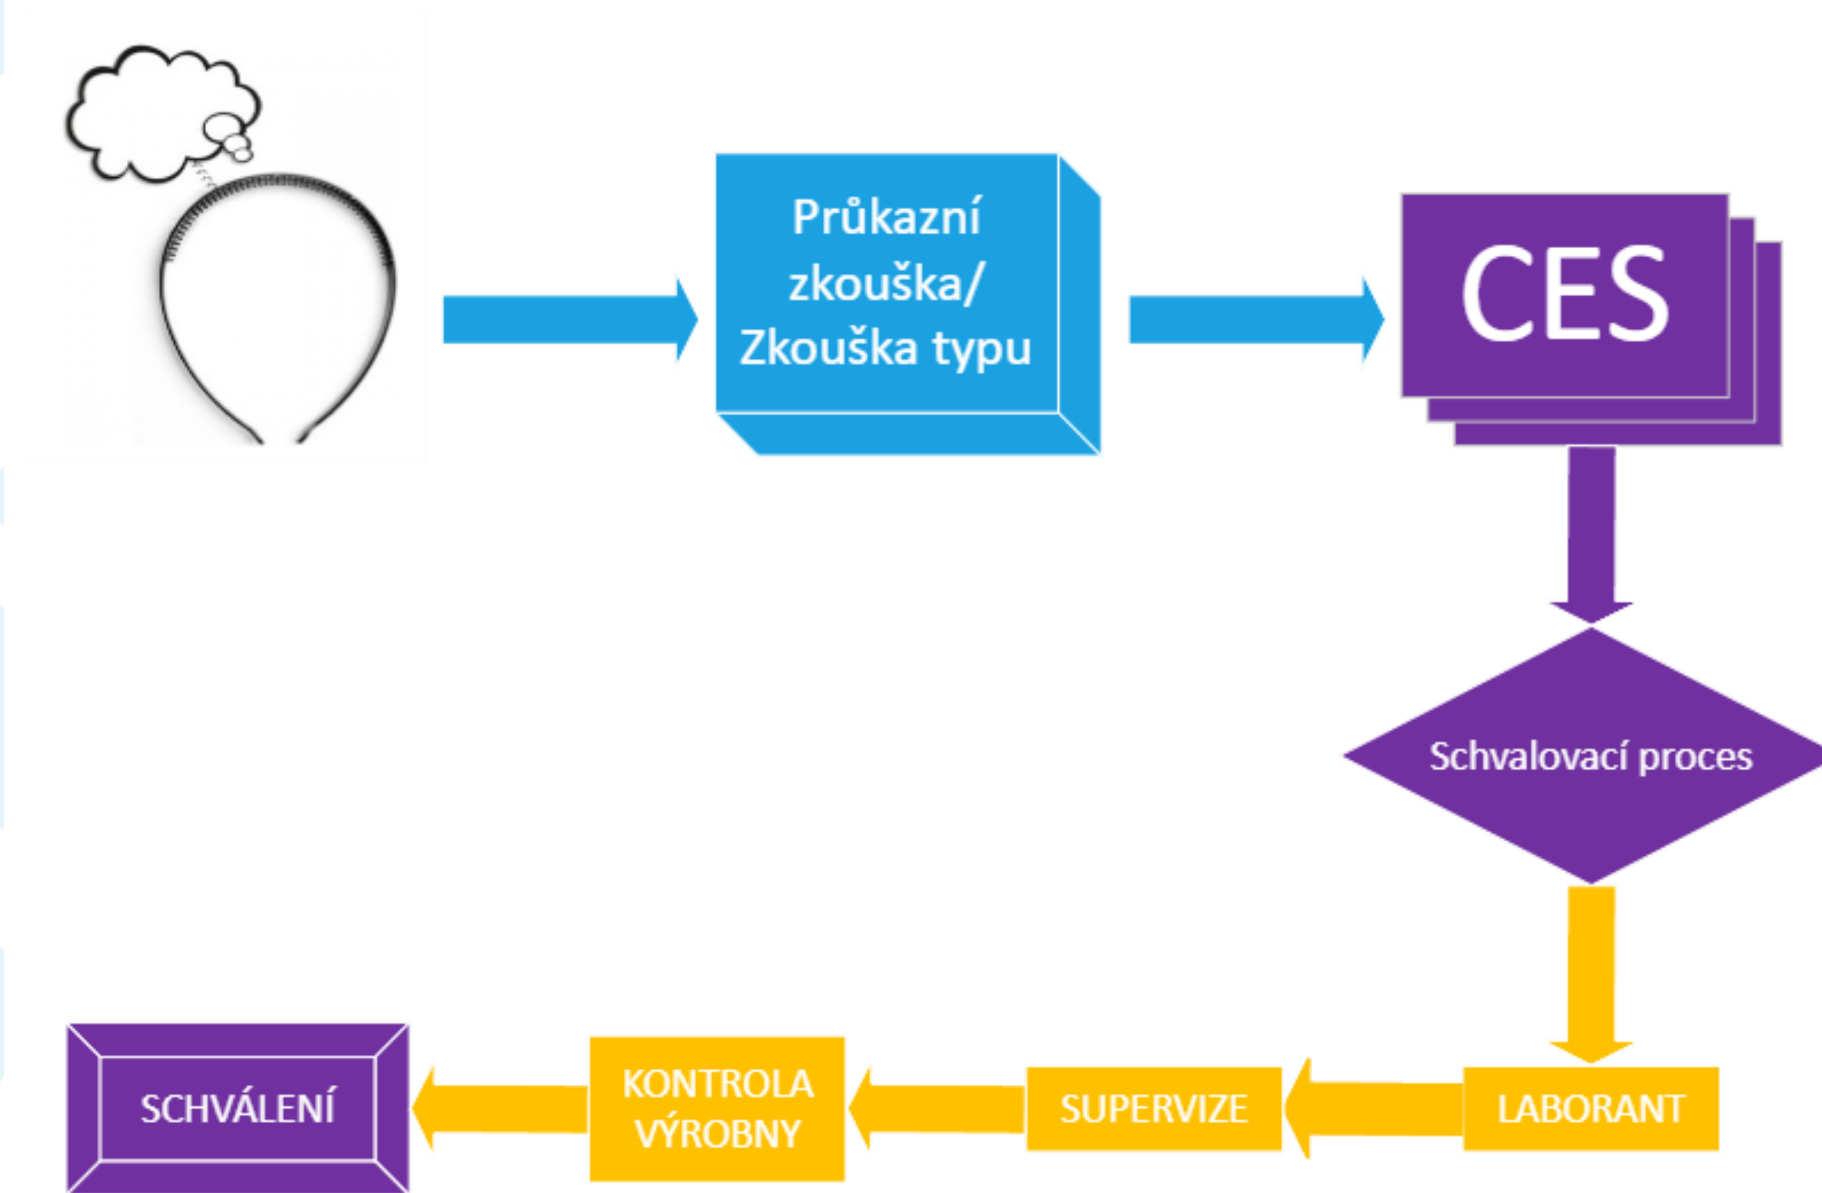 Průkazní
zkouška/
Zkouška typu
CES
Schvalovací proces
LABORANT
SUPERVIZE
KONTROLA
VÝROBNY
SCHVÁLENÍ